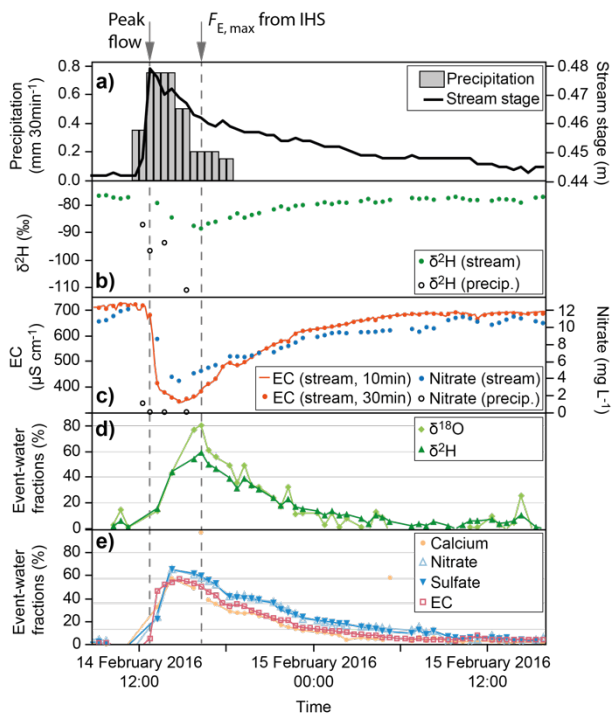 Peak flow
F E, max from IHS
a)
Precipitation (mm 30min-1)
0.8
0.6
0.4
0.2
0.0
Precipitation
Stream stage
0.48
0.47
0.46
0.45
0.444
Stream stage (m)
b)
δ2H (‰)
-80
-90
-100
-110
δ2H (stream)
δ2H (precip.)
c)
EC (µS cm-1)
700
600
500
400
EC (stream, 10min)
EC (stream, 30min)
Nitrate (stream)
Nitrate (precip.)
12
10
8
6
4
2
0
Nitrate (mg L-1)
d)
Event-water fractions (%)
80
60
40
20
0
δ18O
δ2H
e)
Event-water fractions (%)
80
60
40
20
0
Calcium
Nitrate
Sulfate
EC
14 February 2016 12:00
15 February 2016 00:00
15 February 2016 12:00
Time